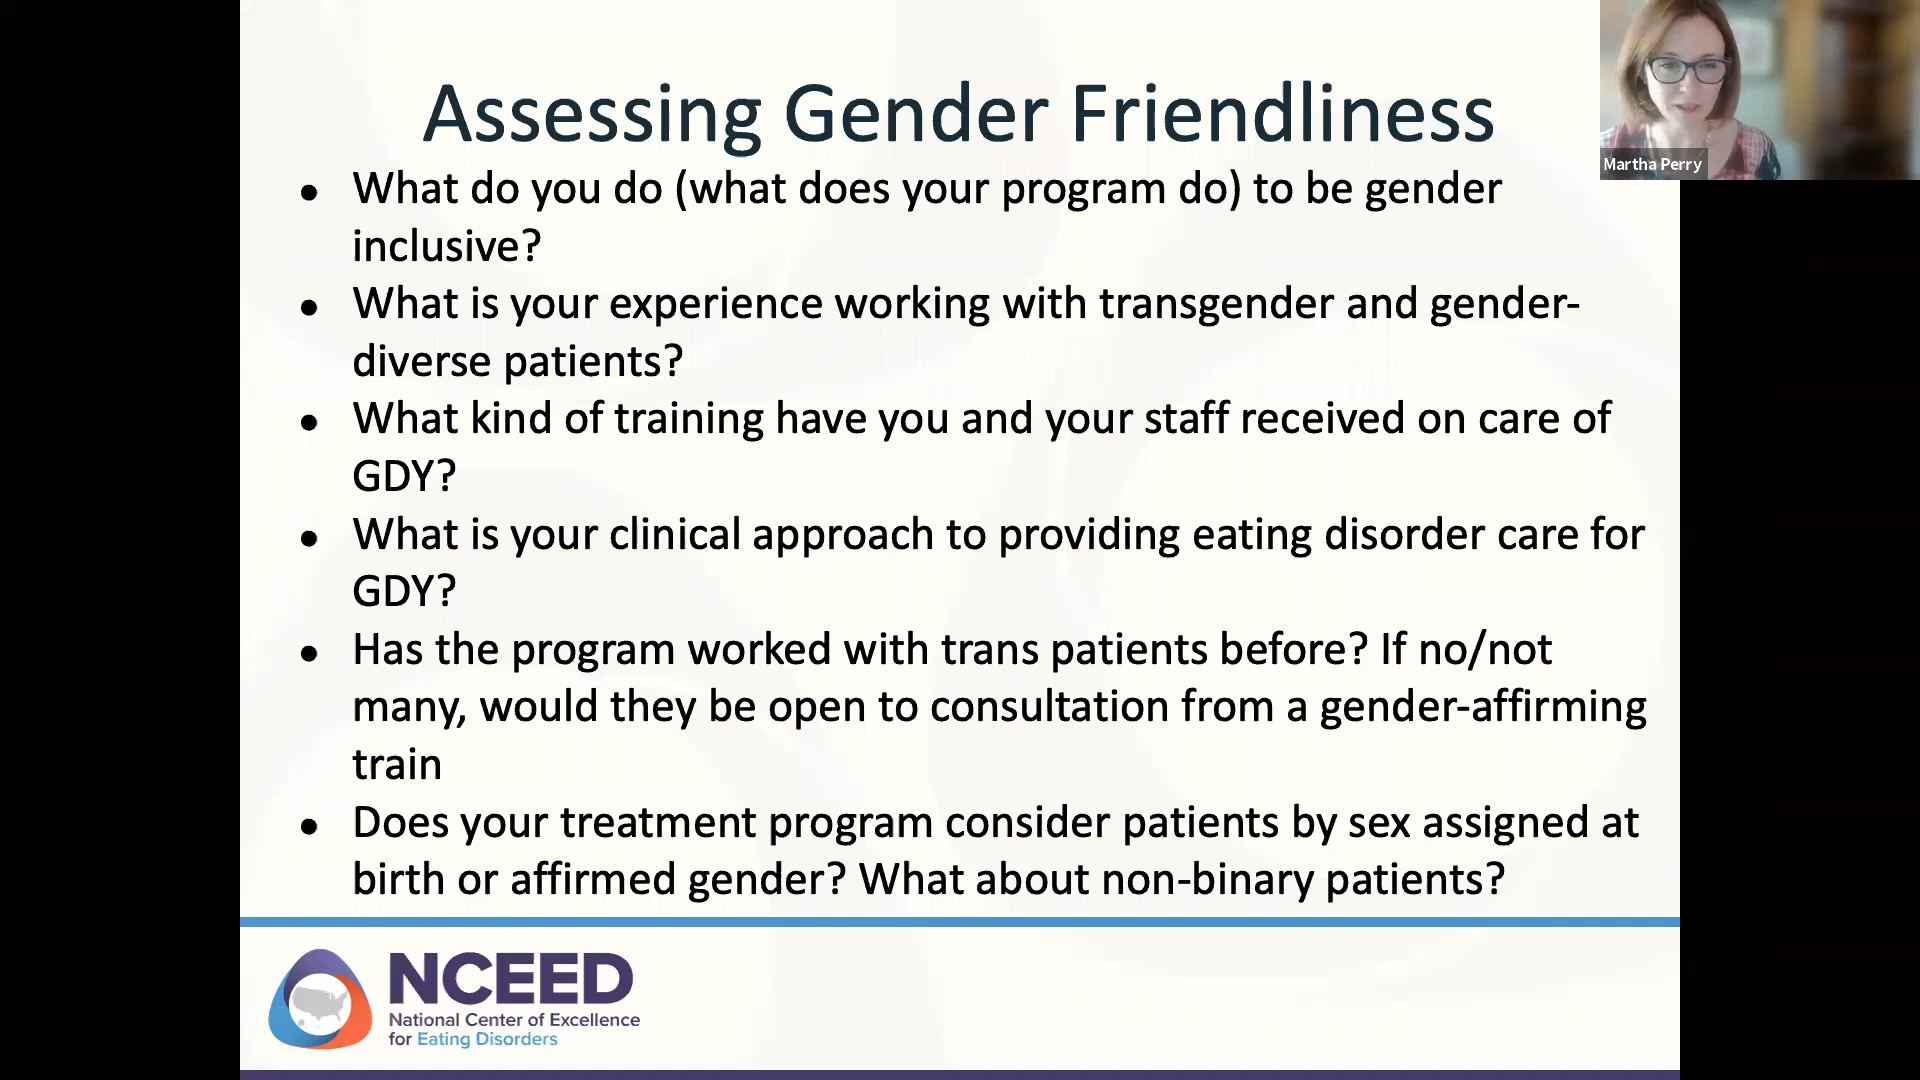 Assessing Gender Friendliness
Martha Perry
• What do you do (what does your program do) to be gender
inclusive?
• What is your experience working with transgender and gender-
diverse patients?
• What kind of training have you and your staff received on care of
GDY?
• What is your clinical approach to providing eating disorder care for
GDY?
• Has the program worked with trans patients before? If no/not
many, would they be open to consultation from a gender-affirming
train
• Does your treatment program consider patients by sex assigned at
birth or affirmed gender? What about non-binary patients?
NCEED
National Center of Excellence
for Eating Disorders